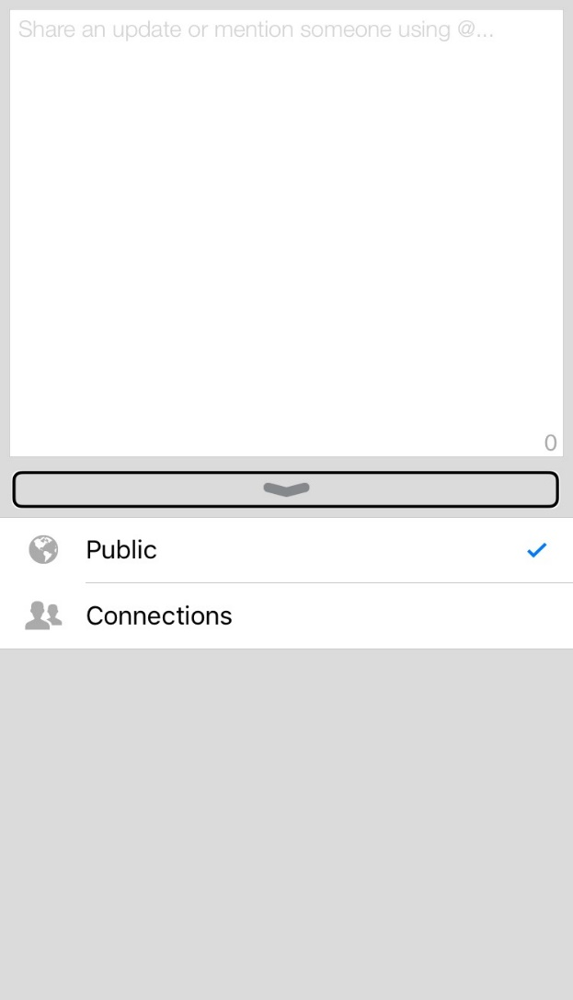 Share an update or mention someone using @...
0
Public
Connections